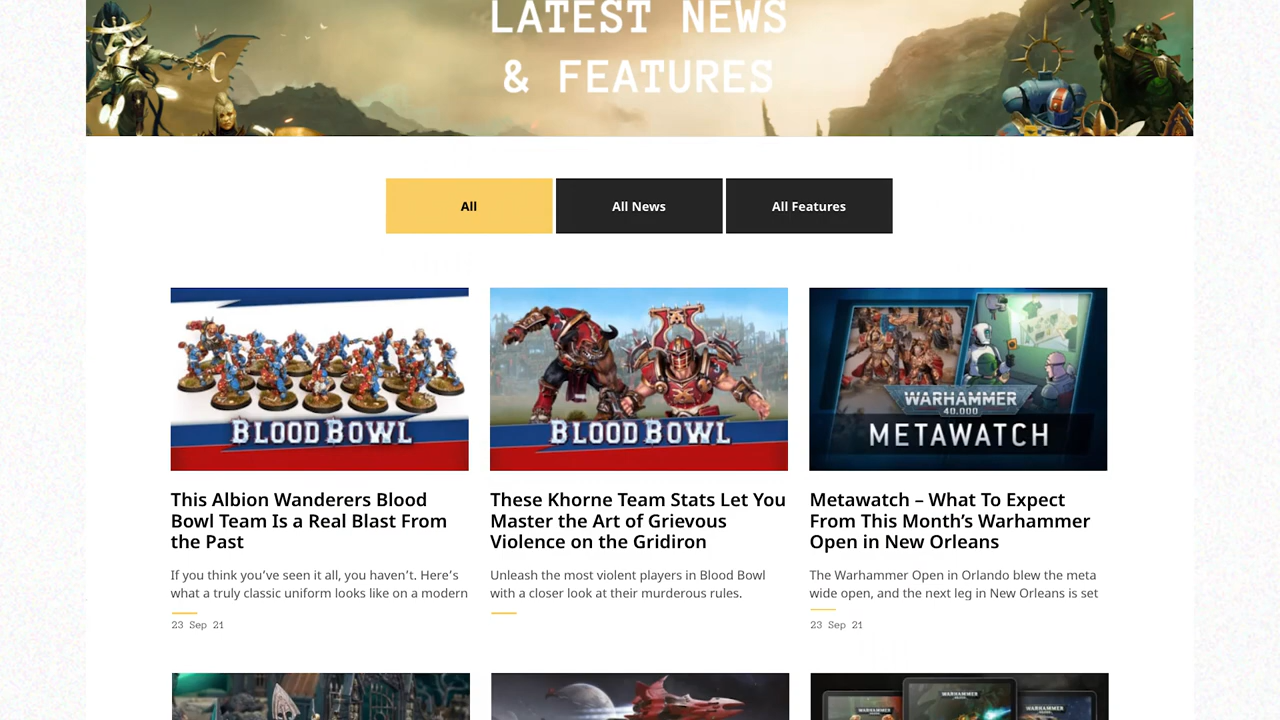 LATEST NEWS
& FEATURES
All
All News
All Features
BLOOD BOWL
BLOOD BOWL
WARHAMMER
40,000
METAWATCH
This Albion Wanderers Blood
Bowl Team Is a Real Blast From
the Past
These Khorne Team Stats Let You
Master the Art of Grievous
Violence on the Gridiron
Metawatch – What To Expect
From This Month’s Warhammer
Open in New Orleans
If you think you’ve seen it all, you haven’t. Here’s
what a truly classic uniform looks like on a modern
Unleash the most violent players in Blood Bowl
with a closer look at their murderous rules.
The Warhammer Open in Orlando blew the meta
wide open, and the next leg in New Orleans is set
23 Sep 21
23 Sep 21
WARHAMMER
WARHAMMER
WARHAMMER